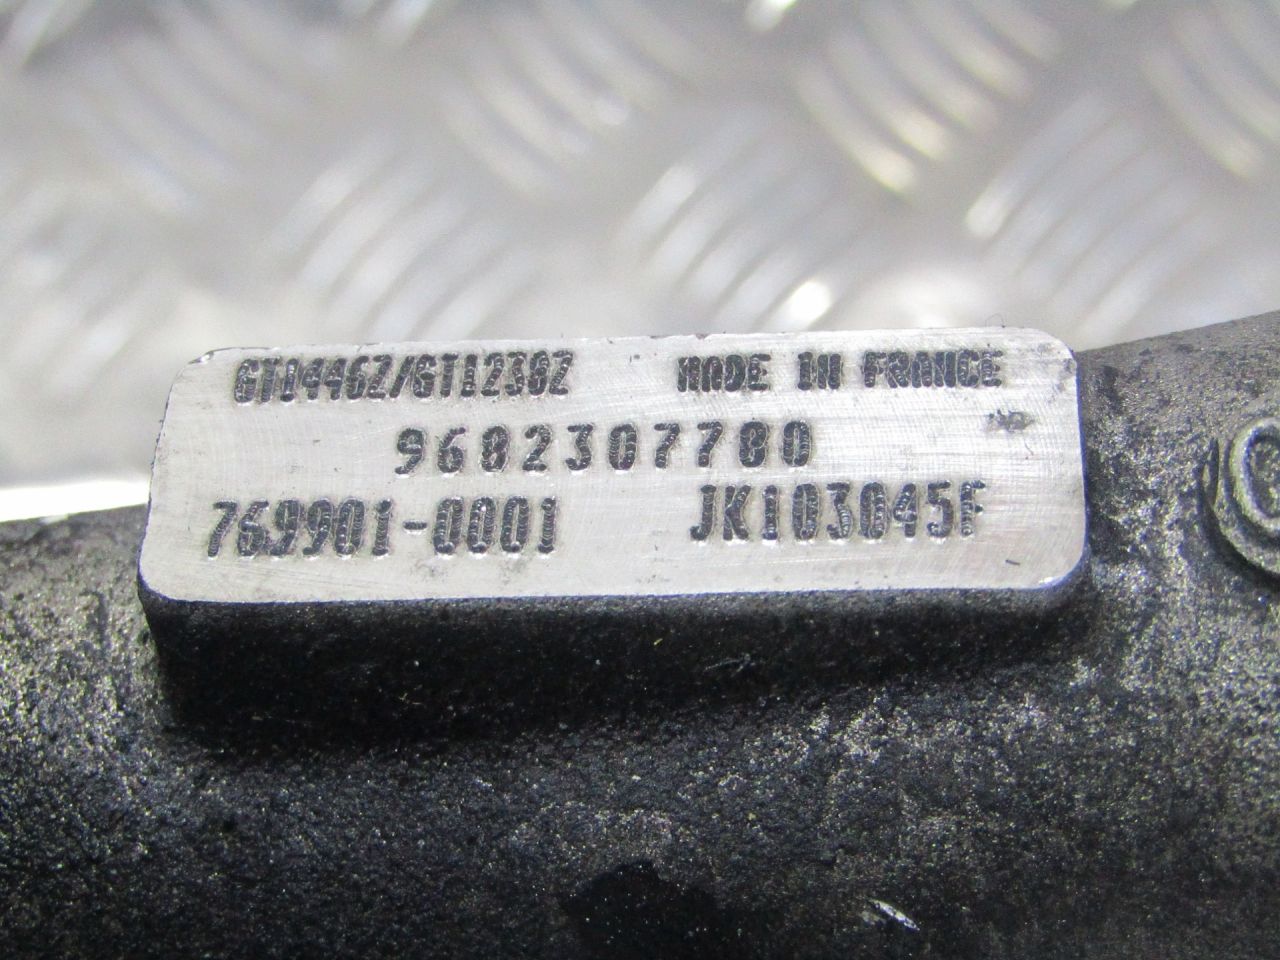 GT1446Z/GT1238Z MADE IN FRANCE
9682307780
769901-0001 JK103045F